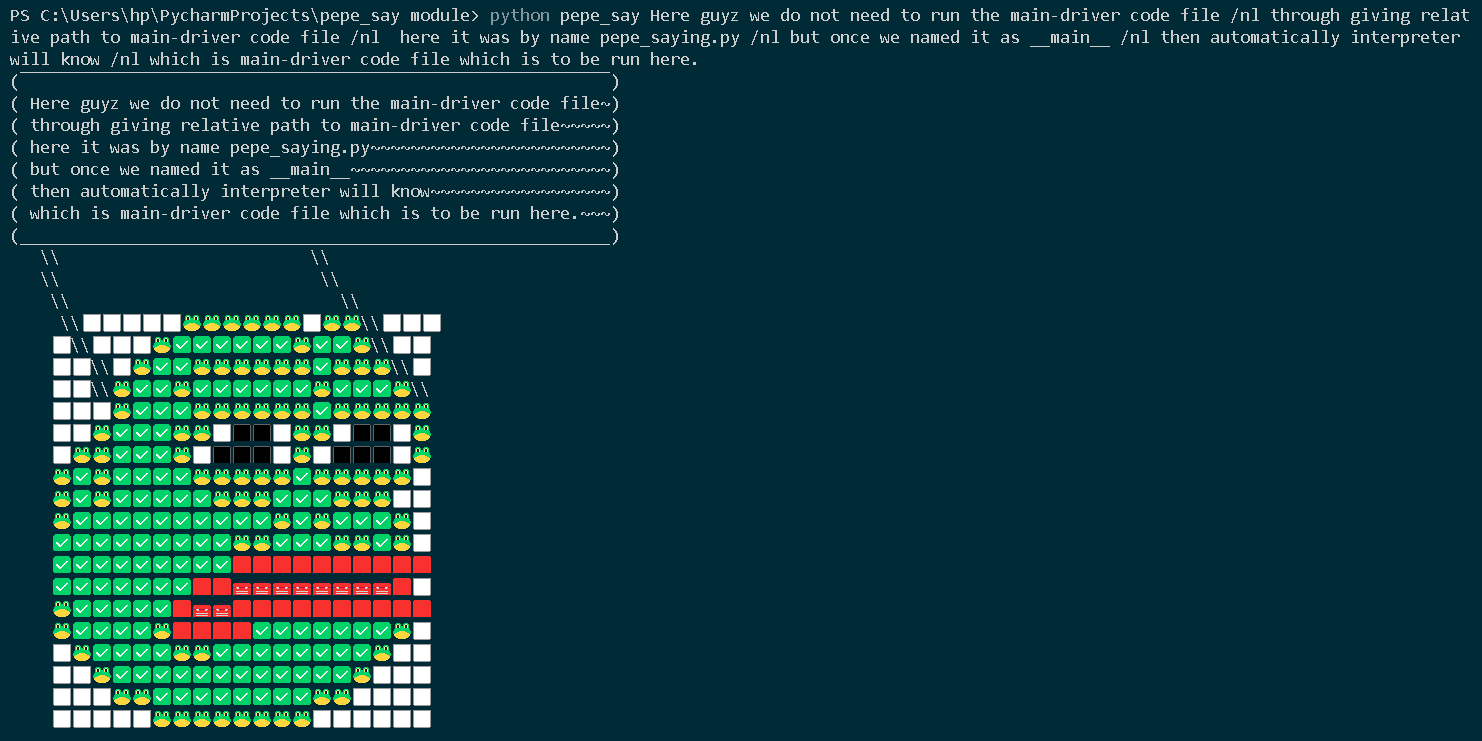 PS C:\Users\hp\PycharmProjects\pepe_say module> python pepe_say Here guyz we do not need to run the main-driver code file /nl through giving relat
ive path to main-driver code file /nl  here it was by name pepe_saying.py /nl but once we named it as __main__ /nl then automatically interpreter
will know /nl which is main-driver code file which is to be run here.
(‾‾‾‾‾‾‾‾‾‾‾‾‾‾‾‾‾‾‾‾‾‾‾‾‾‾‾‾‾‾‾‾‾‾‾‾‾‾‾‾‾‾‾‾‾‾‾‾‾‾‾‾‾‾‾‾‾‾‾)
( Here guyz we do not need to run the main-driver code file~)
( through giving relative path to main-driver code file~~~~~)
( here it was by name pepe_saying.py~~~~~~~~~~~~~~~~~~~~~~~~)
( but once we named it as __main__~~~~~~~~~~~~~~~~~~~~~~~~~~)
( then automatically interpreter will know~~~~~~~~~~~~~~~~~~)
( which is main-driver code file which is to be run here.~~~)
(___________________________________________________________)